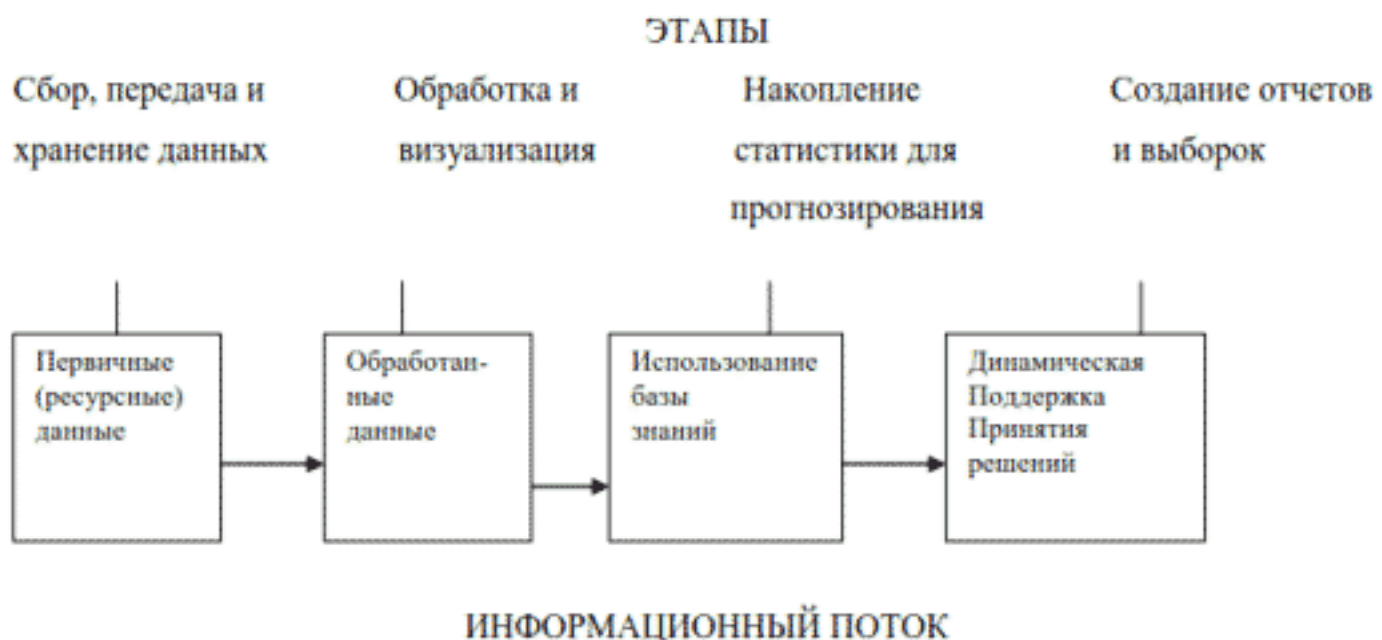 ЭТАПЫ
Сбор, передача и
хранение данных
Обработка и
визуализация
Накопление
статистики для
прогнозирования
Создание отчетов
и выборок
Первичные
(ресурсные)
данные
Обработан-
ные
данные
Использование
базы
знаний
Динамическая
Поддержка
Принятия
решений
ИНФОРМАЦИОННЫЙ ПОТОК